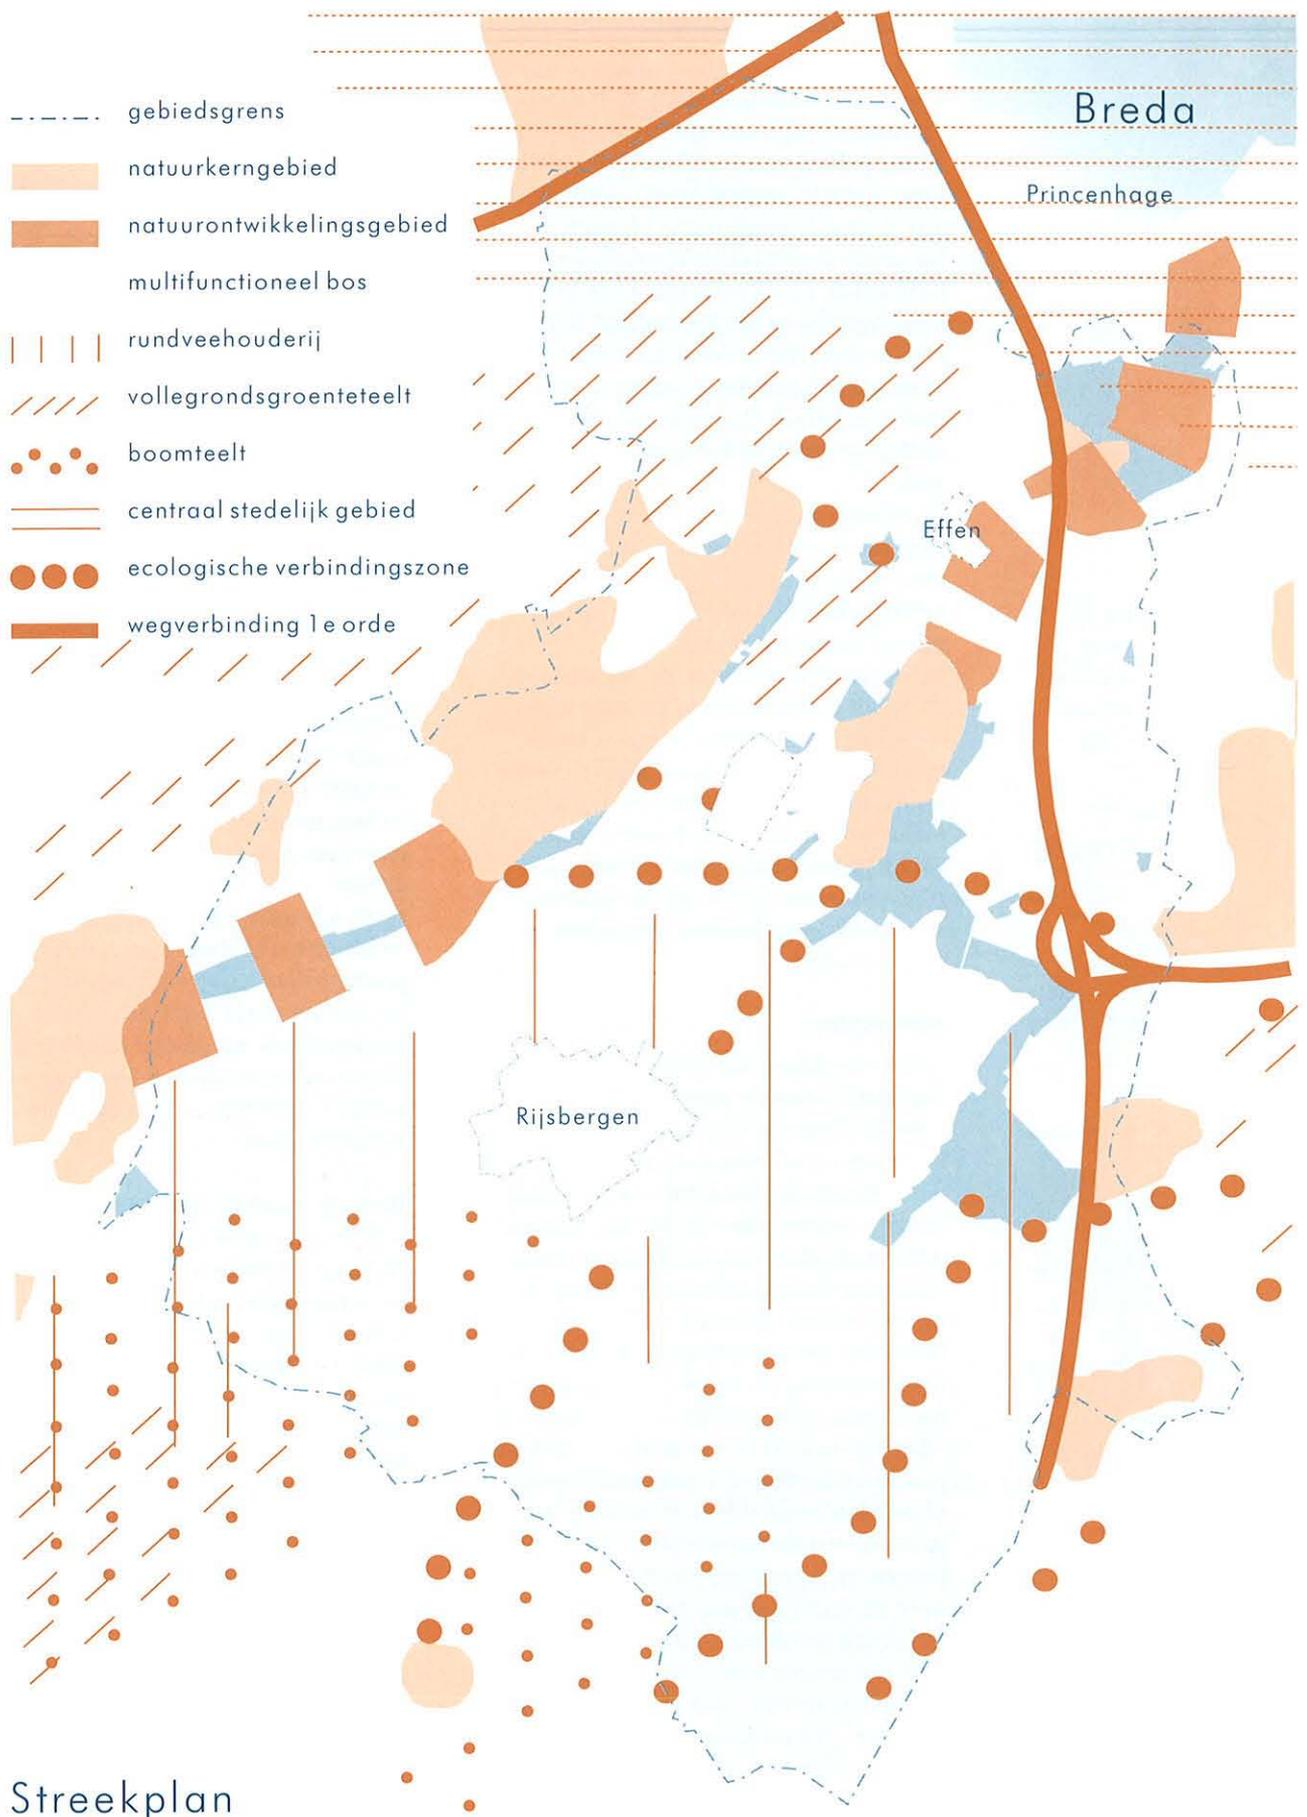 Breda
Princenhage
gebiedsgrens
natuurkerngebied
natuurontwikkelingsgebied
multifunctioneel bos
rundveehouderij
vollegrondsgroenteteelt
boomteelt
centraal stedelijk gebied
ecologische verbindingszone
wegverbinding 1e orde
Effen
Rijsbergen
Streekplan